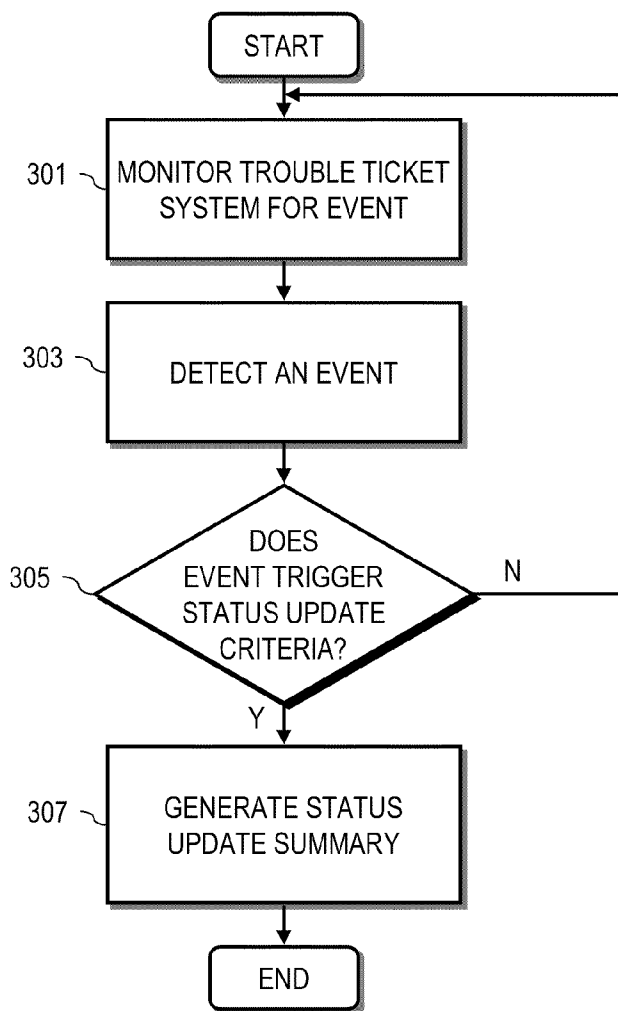 START
301
MONITOR TROUBLE TICKET
SYSTEM FOR EVENT
303
DETECT AN EVENT
305
DOES
EVENT TRIGGER
STATUS UPDATE
CRITERIA?
N
Y
307
GENERATE STATUS
UPDATE SUMMARY
END